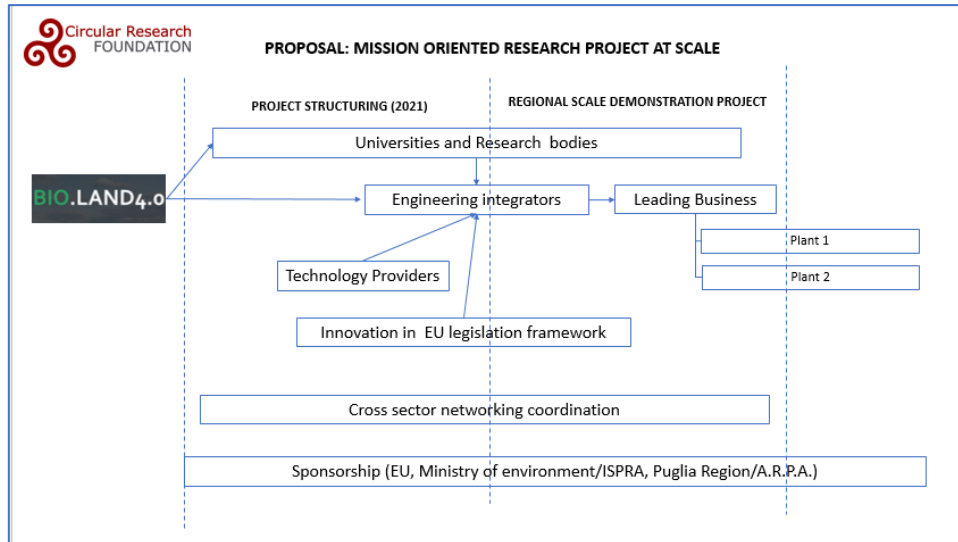 Circular Research
FOUNDATION
PROPOSAL: MISSION ORIENTED RESEARCH PROJECT AT SCALE
PROJECT STRUCTURING (2021)
REGIONAL SCALE DEMONSTRATION PROJECT
Universities and Research bodies
BIO.LAND4.0
Engineering integrators
Leading Business
Plant 1
Technology Providers
Plant 2
Innovation in EU legislation framework
Cross sector networking coordination
Sponsorship (EU, Ministry of environment/ISPRA, Puglia Region/A.R.P.A.)